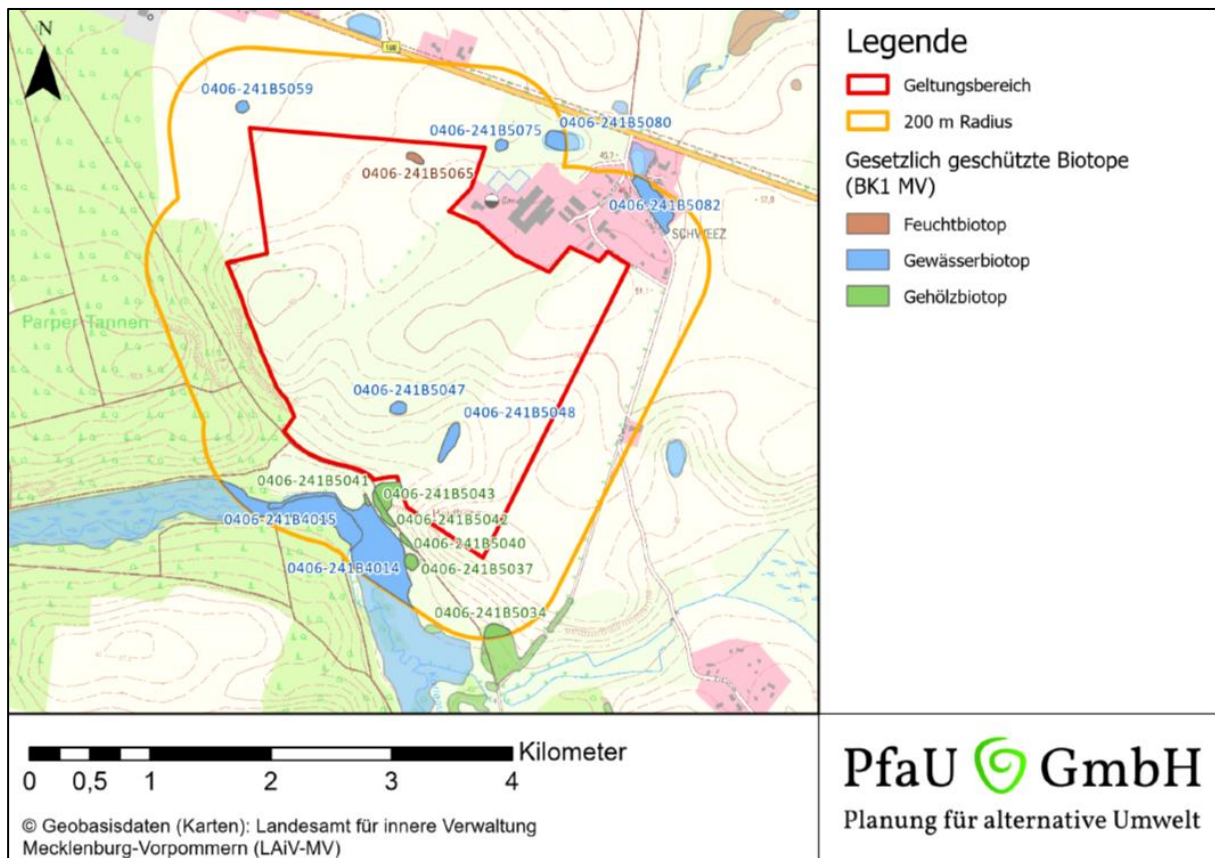 N
108
0406-241B5059
0406-241B5075
0406-241B5080
0406-241B5065
0406-241B5082
SCHWEEZ
Parper Tannen
0406-241B5047
0406-241B5048
0406-241B5041
0406-241B5043
0406-241B5042
0406-241B4015
0406-241B5040
0406-241B5037
0406-241B4014
0406-241B5034
Legende
Geltungsbereich
200 m Radius
Gesetzlich geschützte Biotope
(BK1 MV)
Feuchtbiotop
Gewässerbiotop
Gehölzbiotop
Kilometer
0 0,5 1 2 3 4
© Geobasisdaten (Karten): Landesamt für innere Verwaltung
Mecklenburg-Vorpommern (LAiV-MV)
PfaU GmbH
Planung für alternative Umwelt